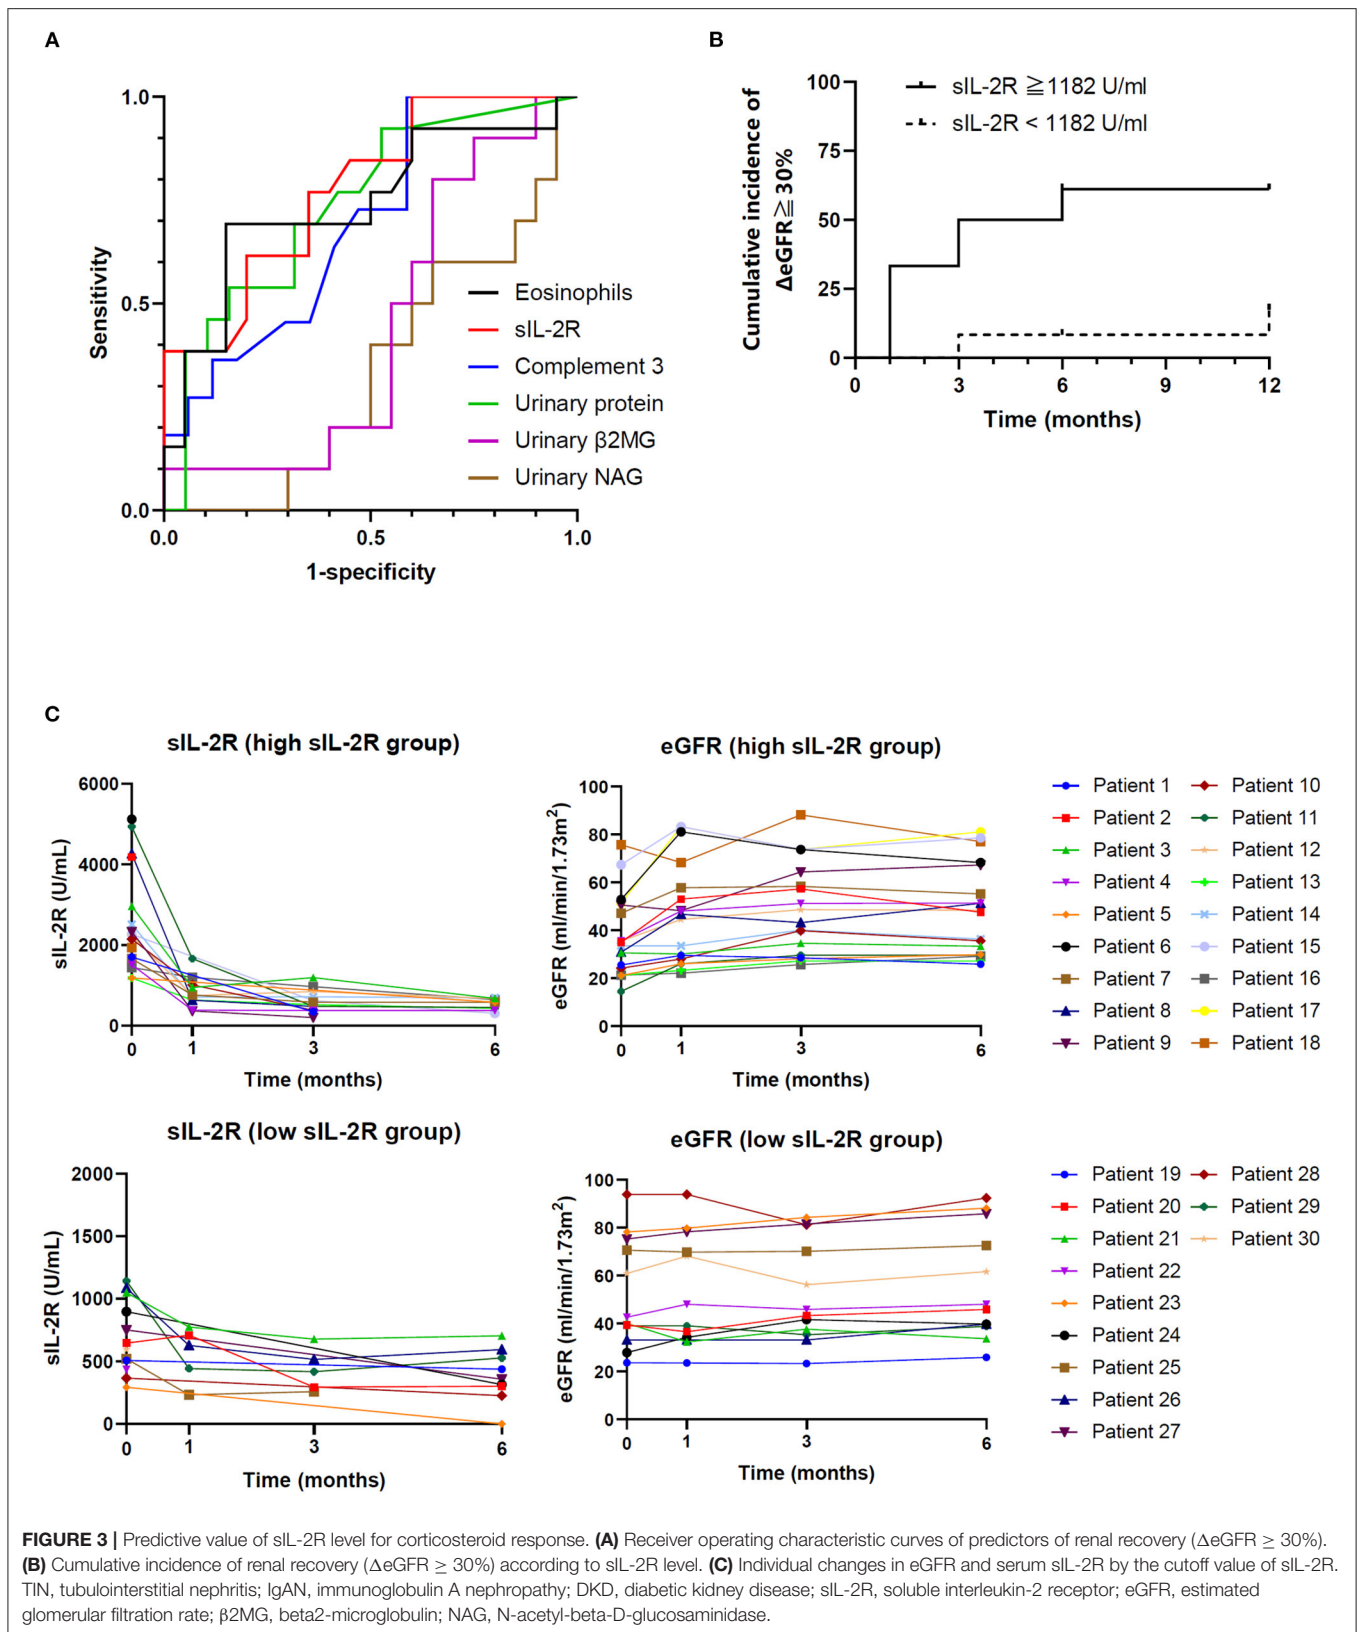 A
1.0
0.5
0.0
Sensitivity
0.0
0.5
1.0
1-specificity
Eosinophils
sIL-2R
Complement 3
Urinary protein
Urinary β2MG
Urinary NAG
B
100
75
50
25
0
Cumulative incidence of
ΔeGFR≧30%
sIL-2R ≧1182 U/ml
sIL-2R < 1182 U/ml
0
3
6
9
12
Time (months)
C
sIL-2R (high sIL-2R group)
6000
4000
2000
0
sIL-2R (U/mL)
0
1
3
6
Time (months)
eGFR (high sIL-2R group)
100
80
60
40
20
0
eGFR (ml/min/1.73m²)
0
1
3
6
Time (months)
Patient 1
Patient 2
Patient 3
Patient 4
Patient 5
Patient 6
Patient 7
Patient 8
Patient 9
Patient 10
Patient 11
Patient 12
Patient 13
Patient 14
Patient 15
Patient 16
Patient 17
Patient 18
sIL-2R (low sIL-2R group)
2000
1500
1000
500
0
sIL-2R (U/mL)
0
1
3
6
Time (months)
eGFR (low sIL-2R group)
100
80
60
40
20
0
eGFR (ml/min/1.73m²)
0
1
3
6
Time (months)
Patient 19
Patient 20
Patient 21
Patient 22
Patient 23
Patient 24
Patient 25
Patient 26
Patient 27
Patient 28
Patient 29
Patient 30
FIGURE 3 | Predictive value of sIL-2R level for corticosteroid response. (A) Receiver operating characteristic curves of predictors of renal recovery (ΔeGFR ≥ 30%).
(B) Cumulative incidence of renal recovery (ΔeGFR ≥ 30%) according to sIL-2R level. (C) Individual changes in eGFR and serum sIL-2R by the cutoff value of sIL-2R.
TIN, tubulointerstitial nephritis; IgAN, immunoglobulin A nephropathy; DKD, diabetic kidney disease; sIL-2R, soluble interleukin-2 receptor; eGFR, estimated
glomerular filtration rate; β2MG, beta2-microglobulin; NAG, N-acetyl-beta-D-glucosaminidase.